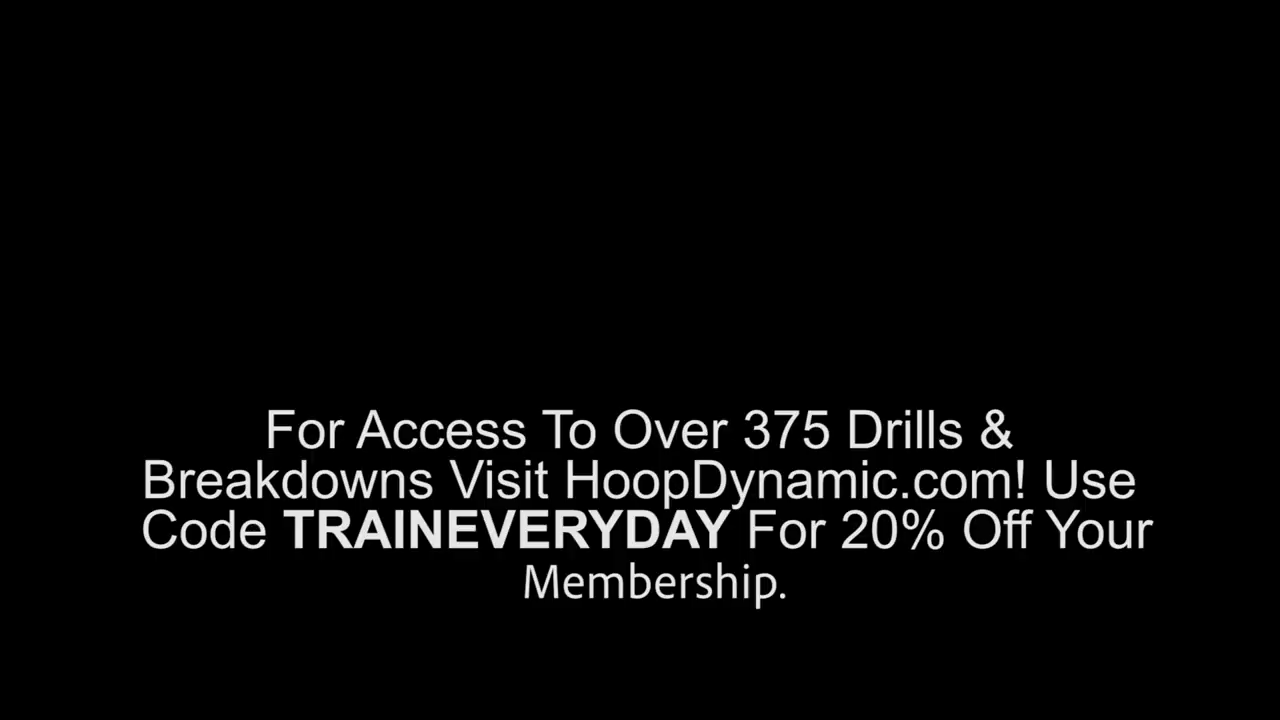 For Access To Over 375 Drills &
Breakdowns Visit HoopDynamic.com! Use
Code TRAINEVERYDAY For 20% Off Your
Membership.